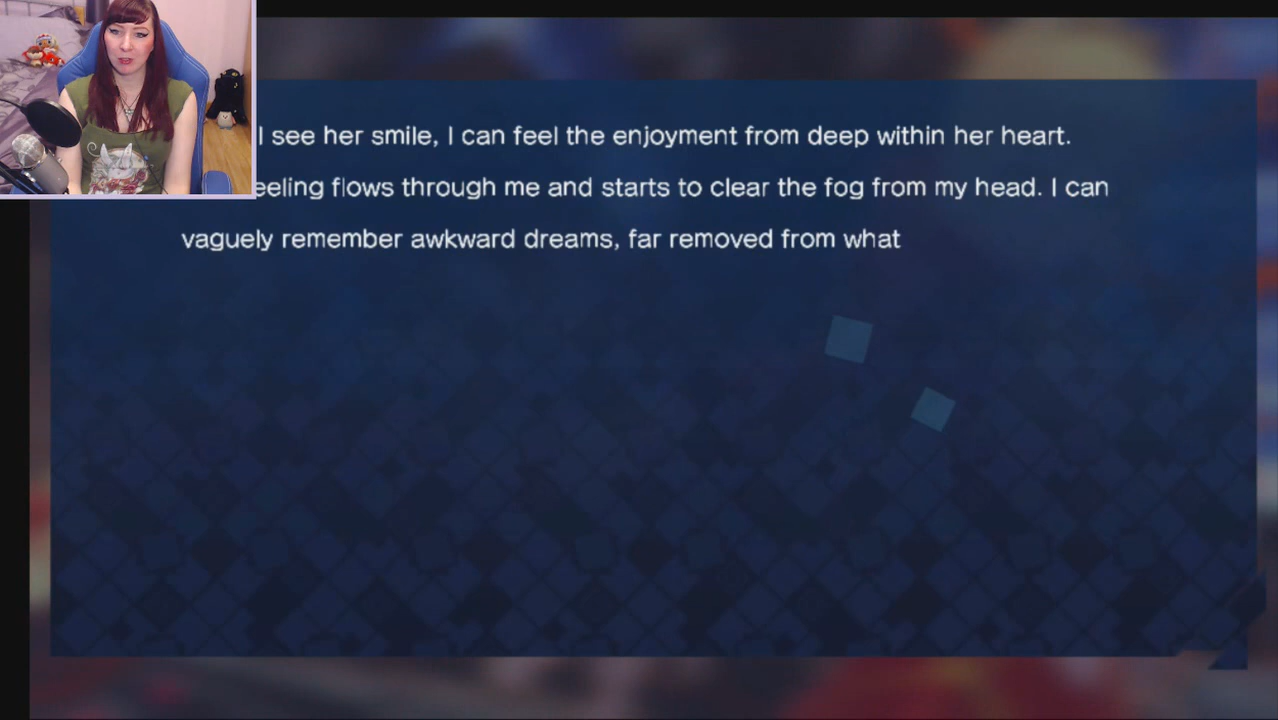 I see her smile, I can feel the enjoyment from deep within her heart.
eeling flows through me and starts to clear the fog from my head. I can
vaguely remember awkward dreams, far removed from what